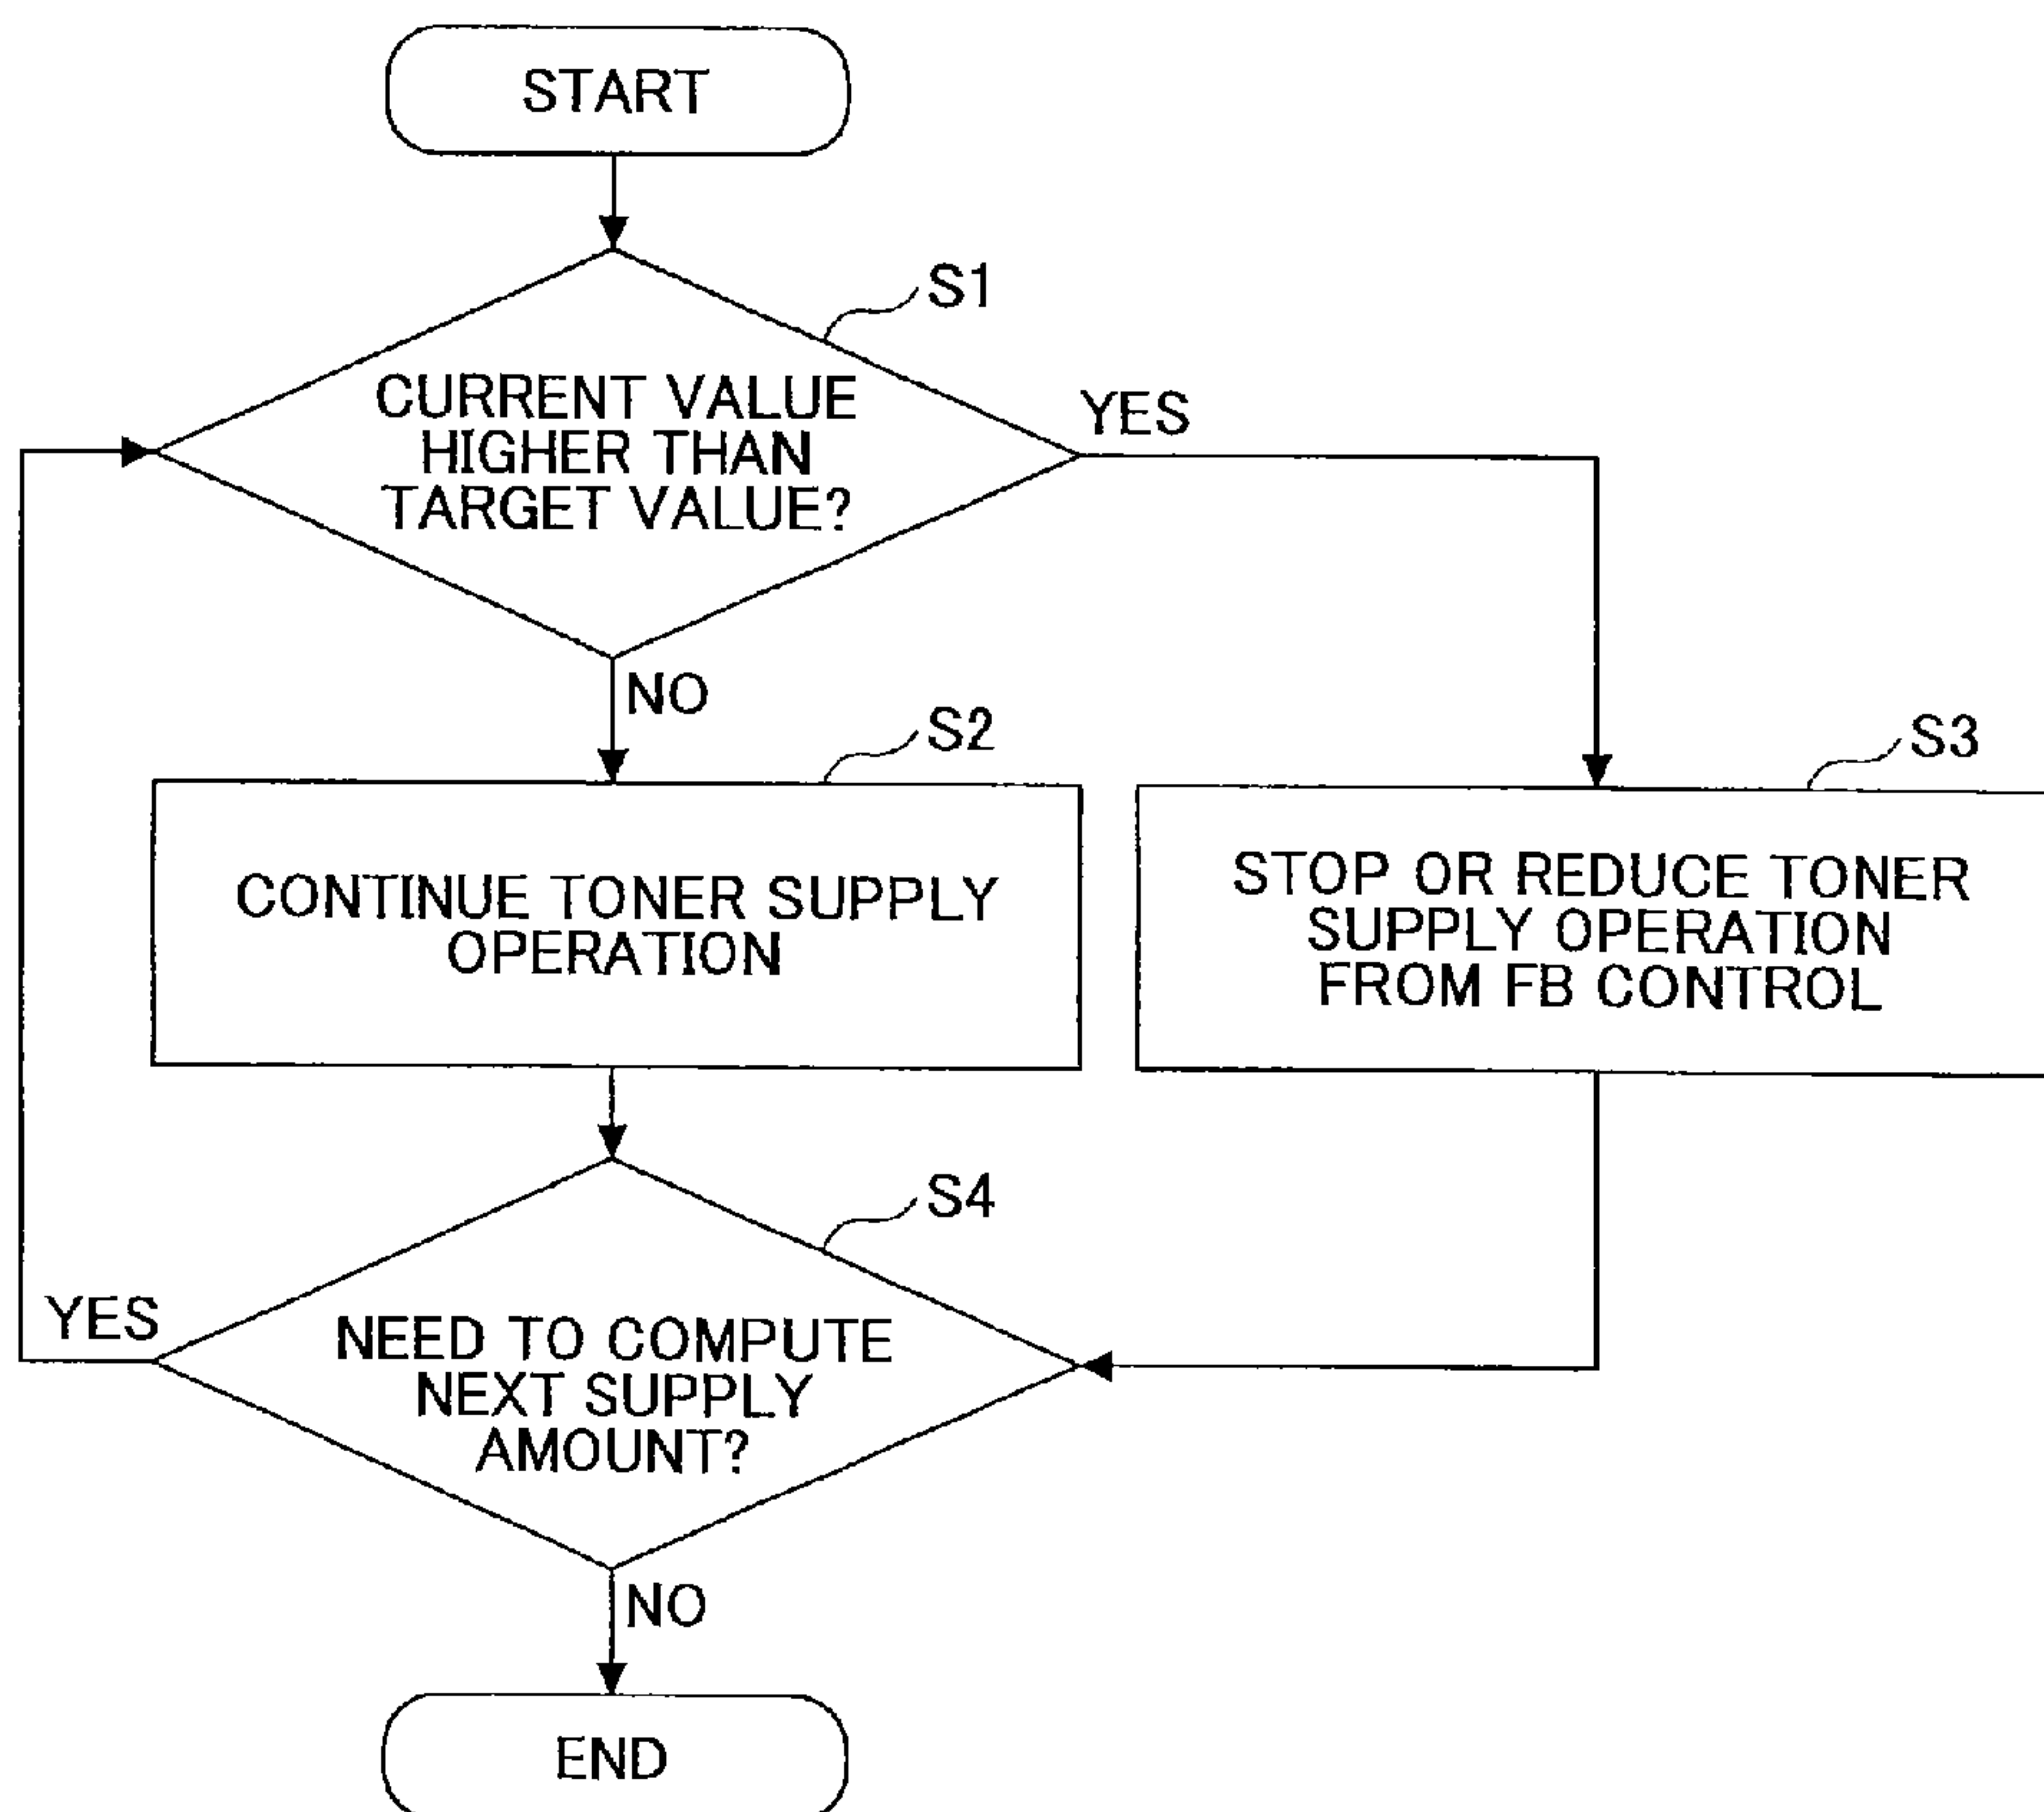 START
S1
CURRENT VALUE
HIGHER THAN
TARGET VALUE?
YES
NO
S2
CONTINUE TONER SUPPLY
OPERATION
S3
STOP OR REDUCE TONER
SUPPLY OPERATION
FROM FB CONTROL
S4
NEED TO COMPUTE
NEXT SUPPLY
AMOUNT?
YES
NO
END